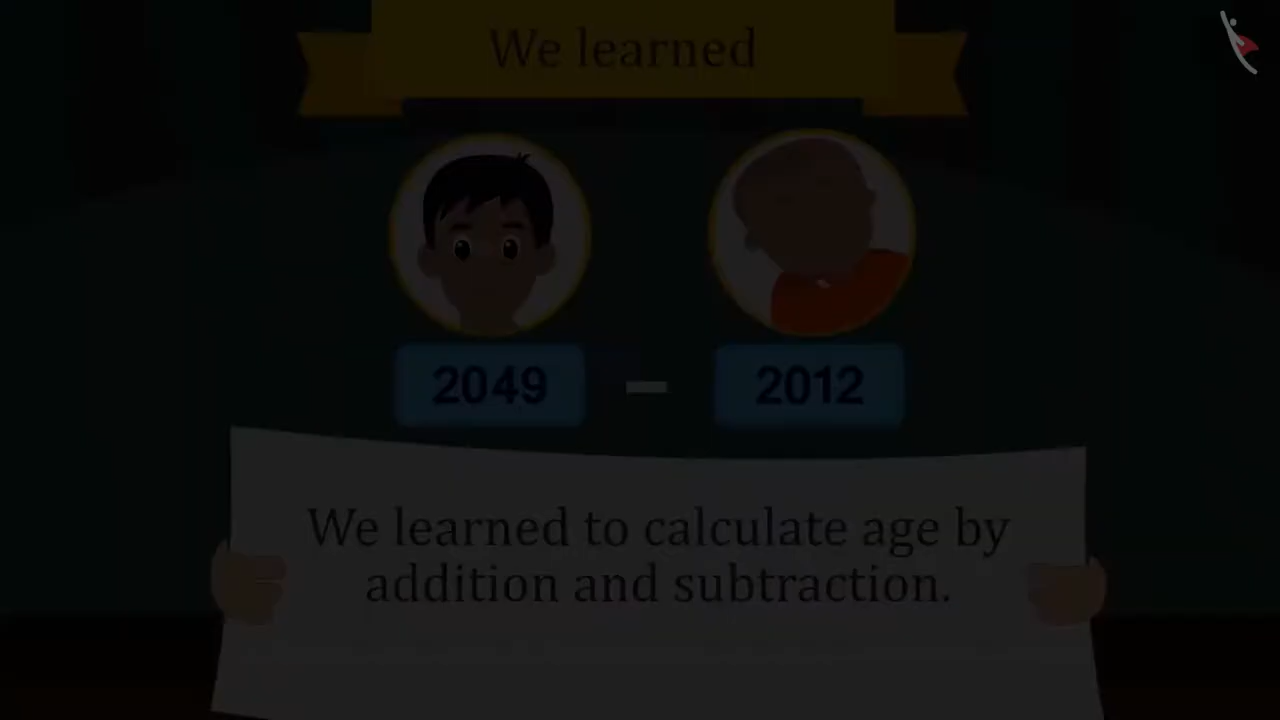 We learned
2049 - 2012
We learned to calculate age by
addition and subtraction.